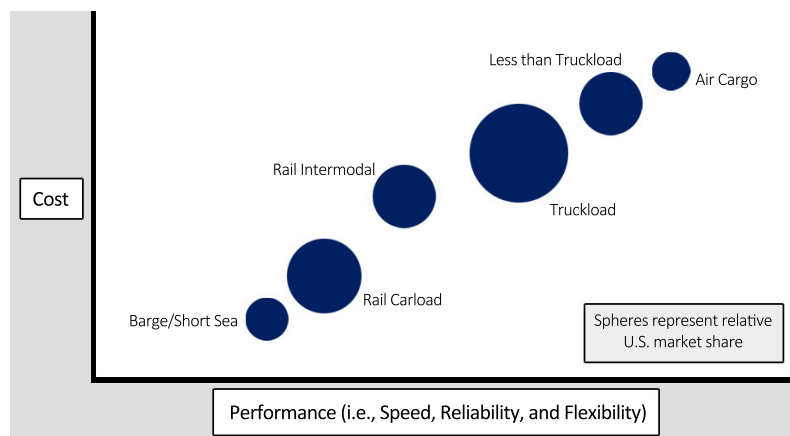 Less than Truckload
Air Cargo
Rail Intermodal
Cost
Truckload
Rail Carload
Barge/Short Sea
Spheres represent relative
U.S. market share
Performance (i.e., Speed, Reliability, and Flexibility)